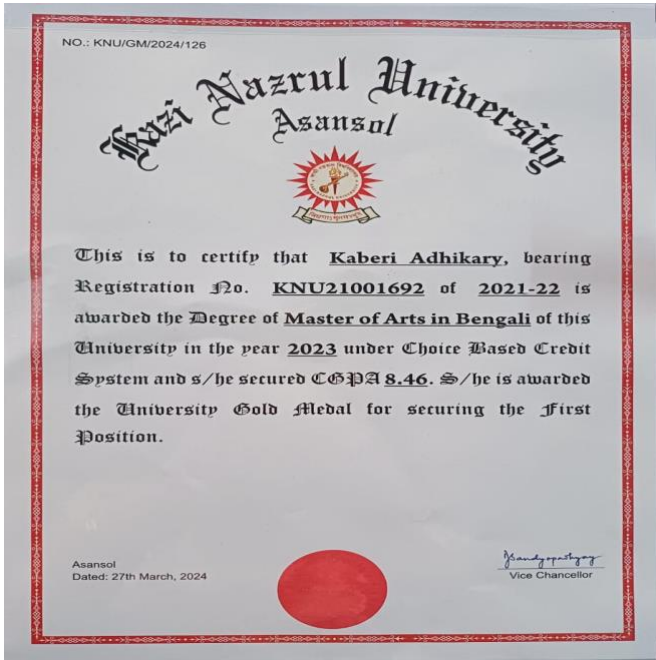 NO.: KNU/GM/2024/126
Kazi Nazrul University
Asansol
This is to certify that Kaberi Adhikary, bearing
Registration No. KNU21001692 of 2021-22 is
awarded the Degree of Master of Arts in Bengali of this
University in the year 2023 under Choice Based Credit
System and s/he secured CGPA 8.46. S/he is awarded
the University Gold Medal for securing the First
Position.
Asansol
Dated: 27th March, 2024
Vice Chancellor